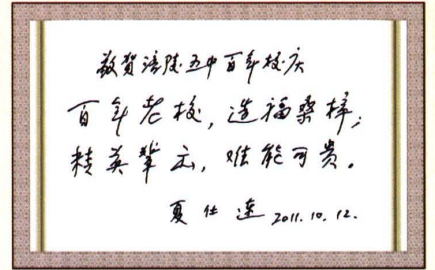 敬贺涪陵五中百年校庆
百年老校，造福桑梓；
精英辈出，难能可贵。
夏仕莲 2011.10.12.